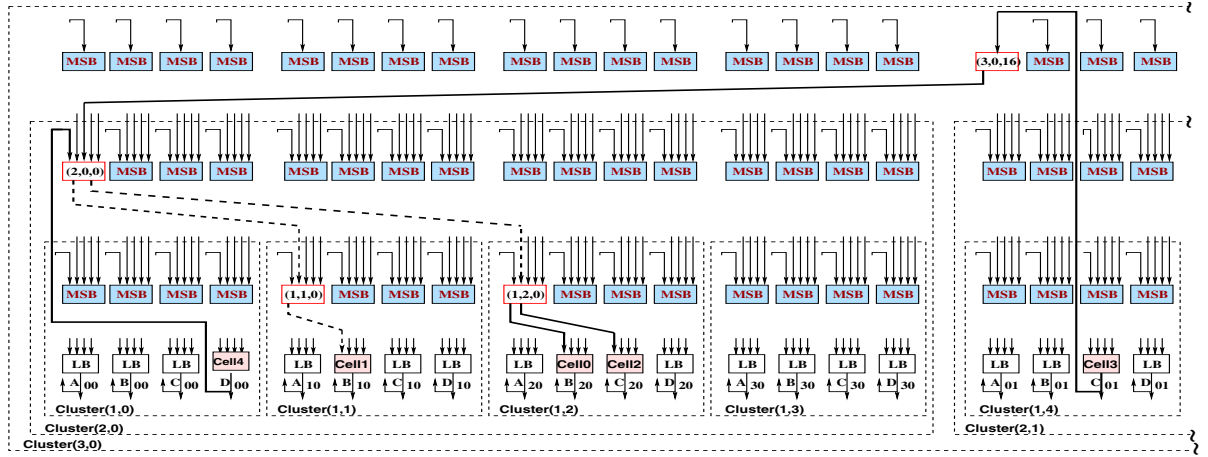 MSB MSB MSB MSB MSB MSB MSB MSB MSB MSB MSB MSB MSB MSB MSB MSB (3,0,16) MSB MSB MSB
(2,0,0) MSB MSB MSB MSB MSB MSB MSB MSB MSB MSB MSB MSB MSB MSB MSB MSB MSB MSB MSB
MSB MSB MSB MSB (1,1,0) MSB MSB MSB (1,2,0) MSB MSB MSB MSB MSB MSB MSB MSB MSB MSB MSB
LB LB LB Cell4 LB Cell1 LB LB LB Cell0 Cell2 LB LB LB LB LB LB LB Cell3 LB
A 00 B 00 C 00 D 00 A 10 B 10 C 10 D 10 A 20 B 20 C 20 D 20 A 30 B 30 C 30 D 30 A 01 B 01 C 01 D 01
Cluster(1,0) Cluster(1,1) Cluster(1,2) Cluster(1,3) Cluster(1,4)
Cluster(2,0) Cluster(2,1)
Cluster(3,0)